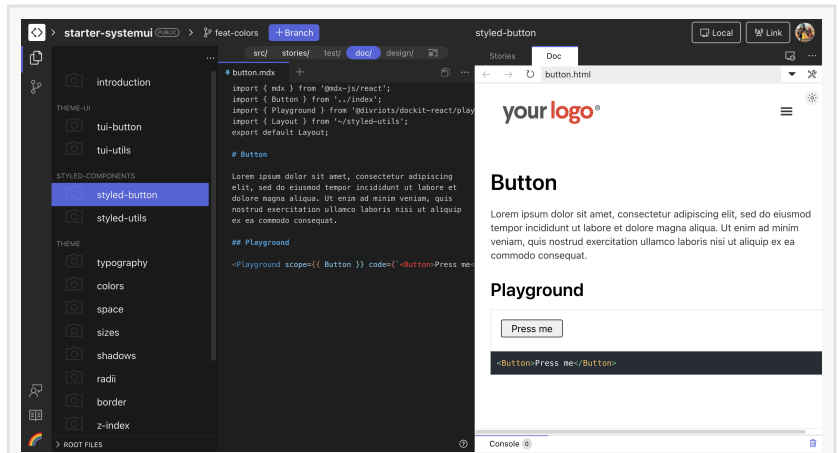 starter-systemui PUBLIC > feat-colors +Branch
styled-button
Local
Link
introduction
THEME-UI
tui-button
tui-utils
STYLED-COMPONENTS
styled-button
styled-utils
THEME
typography
colors
space
sizes
shadows
radii
border
z-index
> ROOT FILES
src/ stories/ test/ doc/ design/
button.mdx +
import { mdx } from '@mdx-js/react';
import { Button } from '../index';
import { Playground } from '@divriots/dockit-react/play
import { Layout } from '~/styled-utils';
export default Layout;
# Button
Lorem ipsum dolor sit amet, consectetur adipiscing
elit, sed do eiusmod tempor incididunt ut labore et
dolore magna aliqua. Ut enim ad minim veniam, quis
nostrud exercitation ullamco laboris nisi ut aliquip
ex ea commodo consequat.
## Playground
<Playground scope={{ Button }} code={`<Button>Press me<
Stories Doc
button.html
your logo®
Button
Lorem ipsum dolor sit amet, consectetur adipiscing elit, sed do eiusmod
tempor incididunt ut labore et dolore magna aliqua. Ut enim ad minim
veniam, quis nostrud exercitation ullamco laboris nisi ut aliquip ex ea
commodo consequat.
Playground
Press me
<Button>Press me</Button>
Console 0